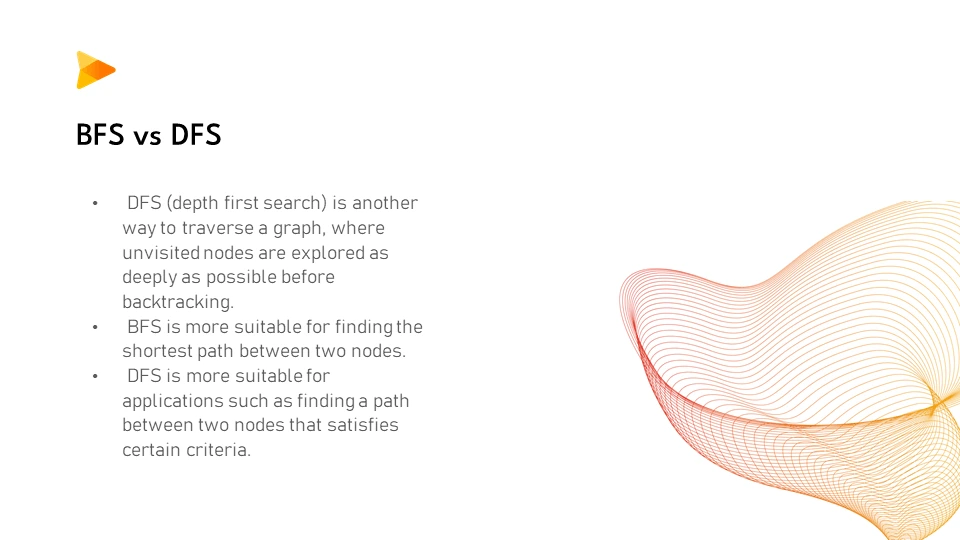 BFS vs DFS
• DFS (depth first search) is another
way to traverse a graph, where
unvisited nodes are explored as
deeply as possible before
backtracking.
• BFS is more suitable for finding the
shortest path between two nodes.
• DFS is more suitable for
applications such as finding a path
between two nodes that satisfies
certain criteria.